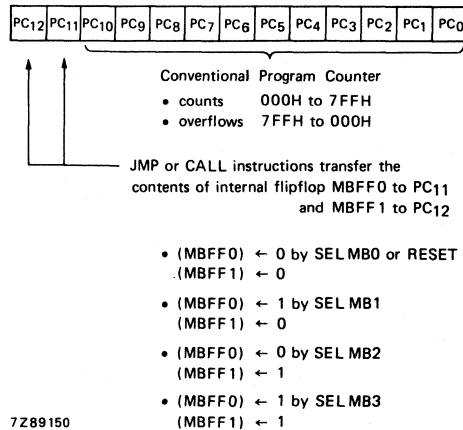 PC12 PC11 PC10 PC9 PC8 PC7 PC6 PC5 PC4 PC3 PC2 PC1 PC0
Conventional Program Counter
• counts 000H to 7FFH
• overflows 7FFH to 000H
JMP or CALL instructions transfer the
contents of internal flipflop MBFF0 to PC11
and MBFF1 to PC12
• (MBFF0) ← 0 by SEL MB0 or RESET
(MBFF1) ← 0
• (MBFF0) ← 1 by SEL MB1
(MBFF1) ← 0
• (MBFF0) ← 0 by SEL MB2
(MBFF1) ← 1
• (MBFF0) ← 1 by SEL MB3
(MBFF1) ← 1
7Z89150